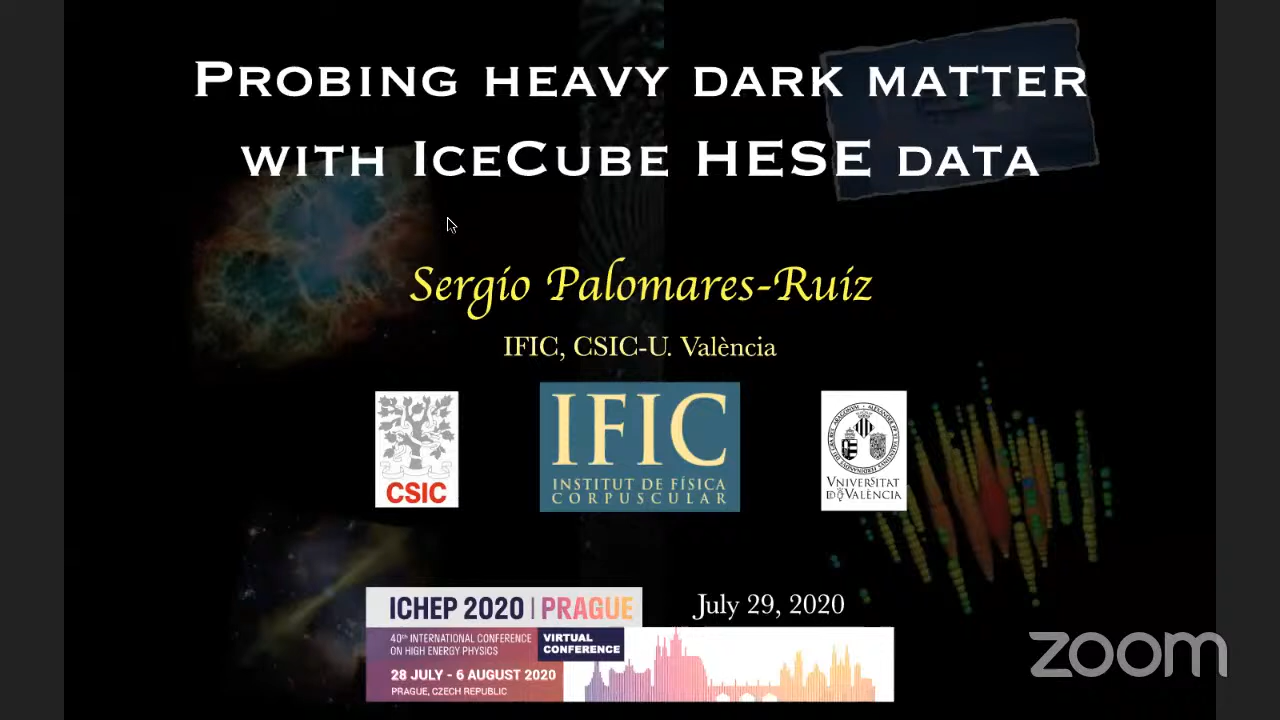 PROBING HEAVY DARK MATTER
WITH ICECUBE HESE DATA
Sergio Palomares-Ruiz
IFIC, CSIC-U. València
CSIC
IFIC
INSTITUT DE FÍSICA
CORPUSCULAR
VNIVERSITAT
ID VALÈNCIA
ICHEP 2020 | PRAGUE
July 29, 2020
40th INTERNATIONAL CONFERENCE
ON HIGH ENERGY PHYSICS
VIRTUAL
CONFERENCE
28 JULY - 6 AUGUST 2020
PRAGUE, CZECH REPUBLIC
zoom